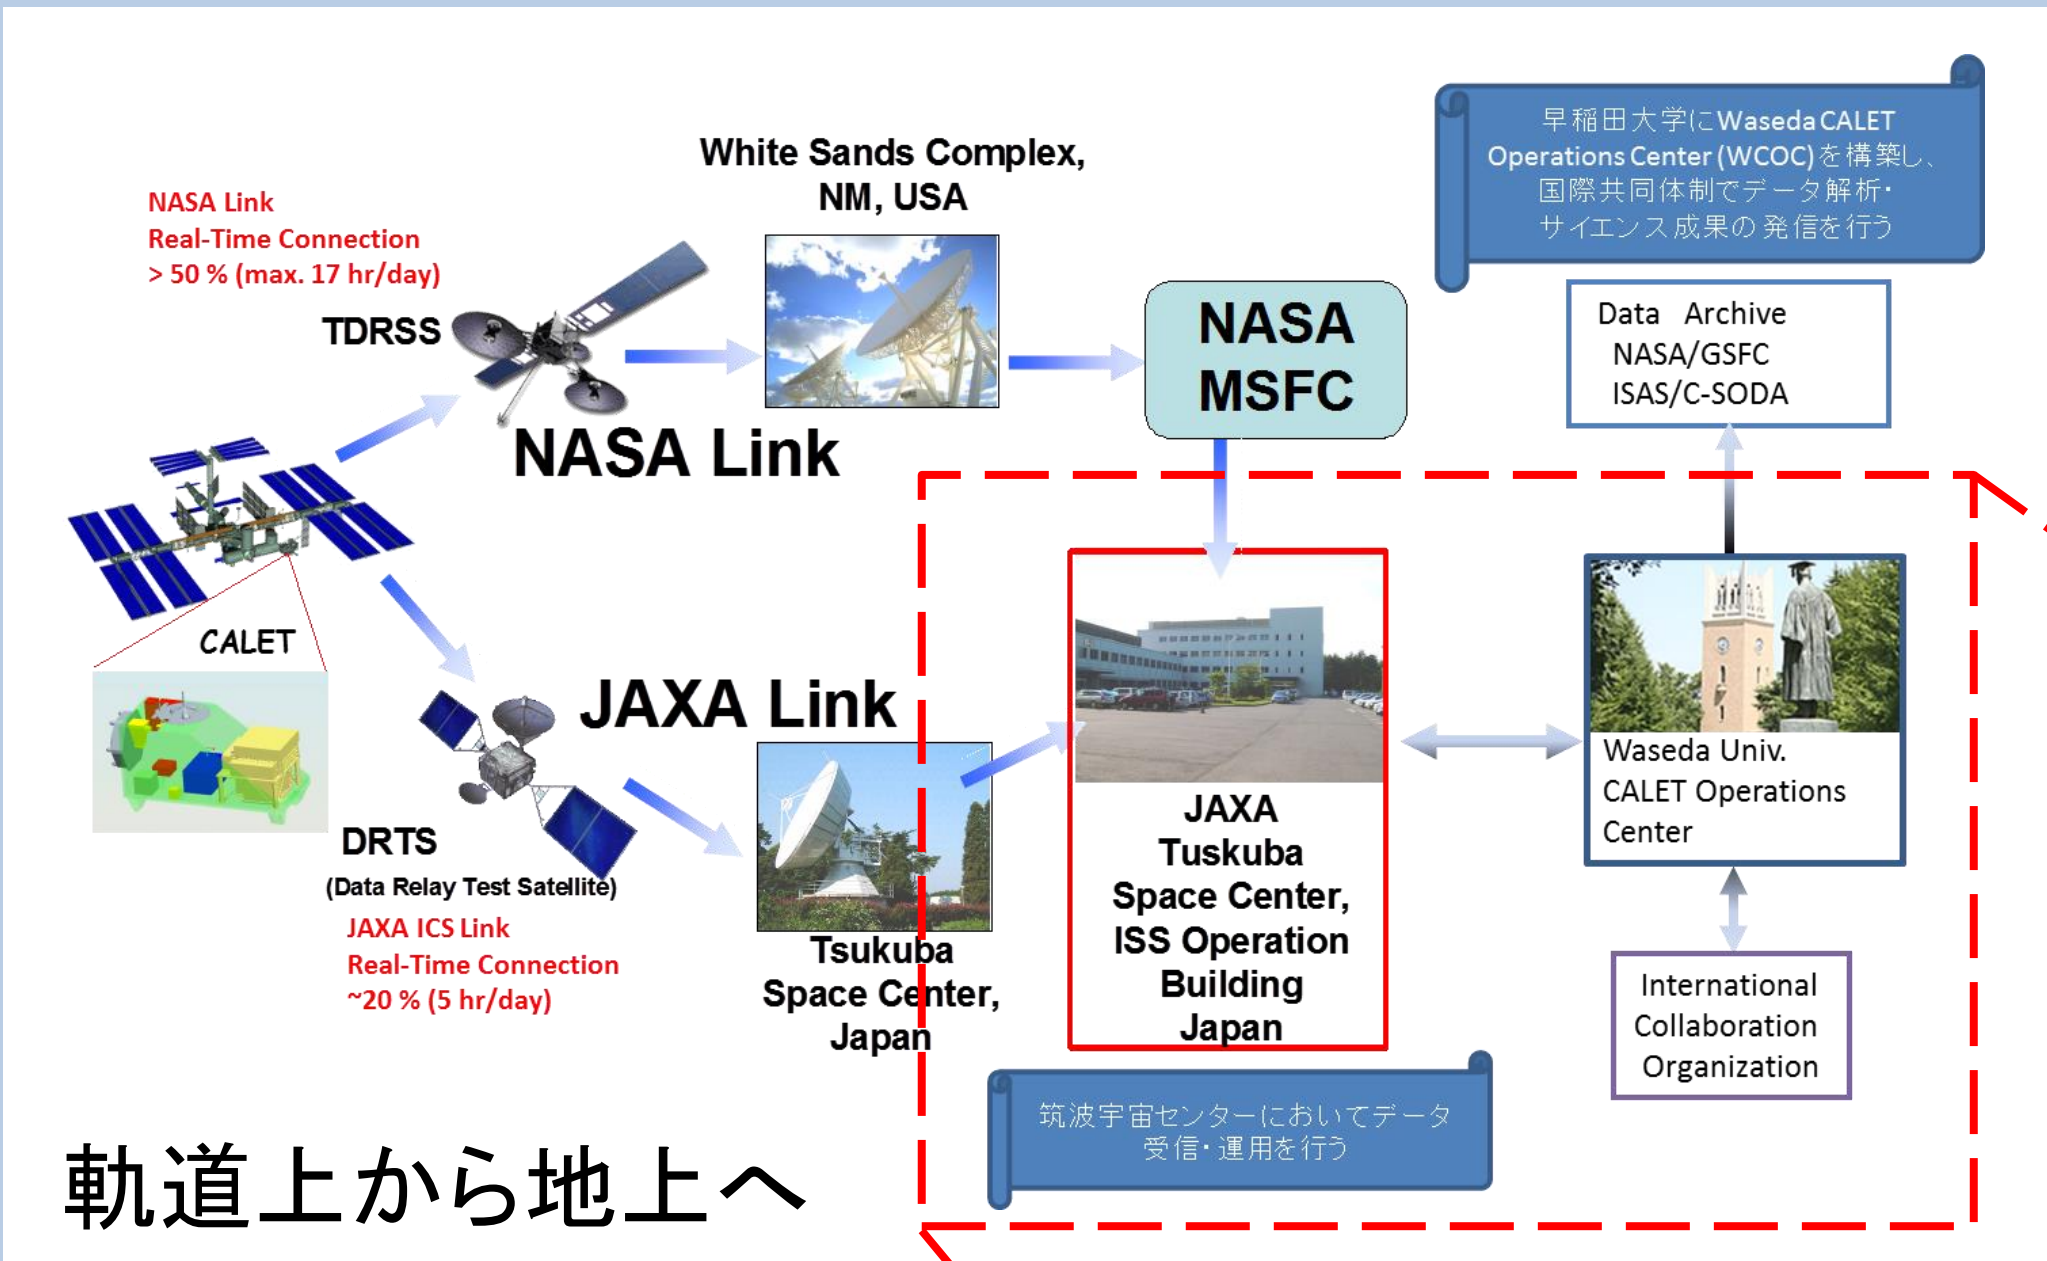 White Sands Complex,
NM, USA
早稲田大学にWaseda CALET
Operations Center (WCOC)を構築し、
国際共同体制でデータ解析・
サイエンス成果の発信を行う
NASA Link
Real-Time Connection
> 50 % (max. 17 hr/day)
TDRSS
NASA
MSFC
Data Archive
NASA/GSFC
ISAS/C-SODA
NASA Link
CALET
JAXA Link
DRTS
(Data Relay Test Satellite)
JAXA ICS Link
Real-Time Connection
~20 % (5 hr/day)
Tsukuba
Space Center,
Japan
JAXA
Tuskuba
Space Center,
ISS Operation
Building
Japan
Waseda Univ.
CALET Operations
Center
International
Collaboration
Organization
筑波宇宙センターにおいてデータ
受信・運用を行う
軌道上から地上へ